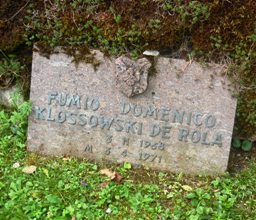 FUMIO DOMENICO
KLOSSOWSKI DE ROLA
N 1968
M 1971